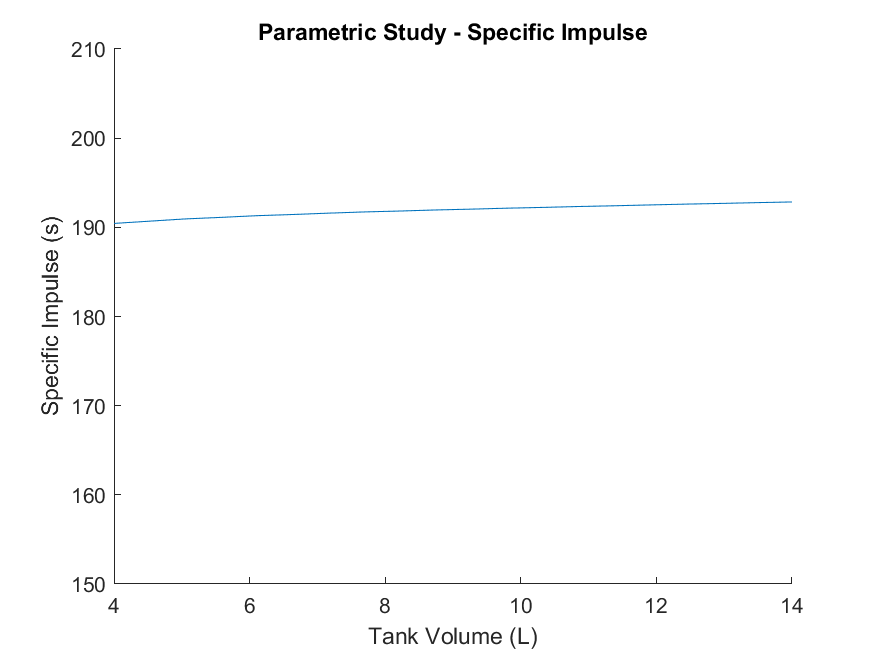 Parametric Study - Specific Impulse
210
200
190
180
170
160
150
Specific Impulse (s)
4 6 8 10 12 14
Tank Volume (L)